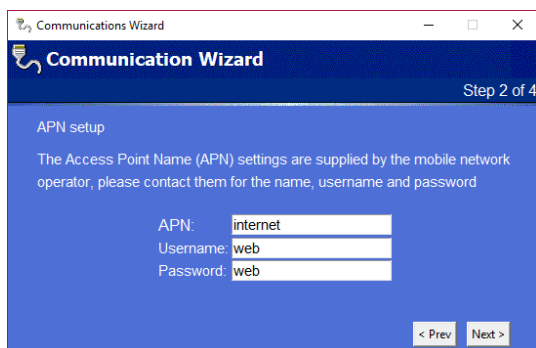 Communications Wizard
Communication Wizard
Step 2 of 4
APN setup
The Access Point Name (APN) settings are supplied by the mobile network
operator, please contact them for the name, username and password
APN: internet
Username: web
Password: web
< Prev Next >